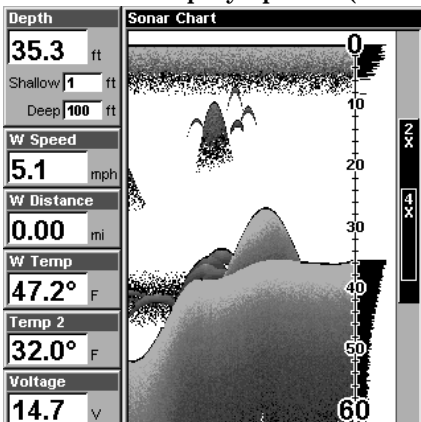 Depth
35.3 ft
Shallow 1 ft
Deep 100 ft
W Speed
5.1 mph
W Distance
0.00 mi
W Temp
47.2° F
Temp 2
32.0° F
Voltage
14.7 V
Sonar Chart
0
10
20
30
40
50
60
2X
4X